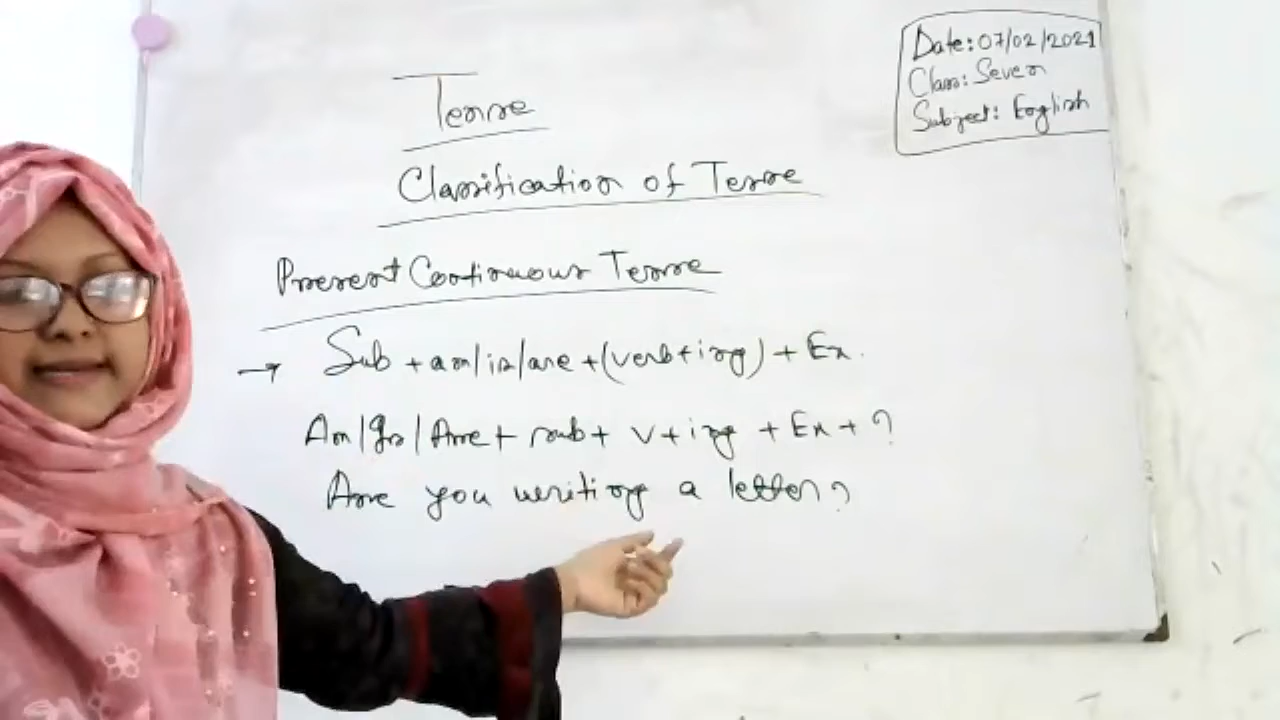 Date: 07/02/2021
Class: Seven
Subject: English
Tense
Classification of Tense
Present Continuous Tense
→ Sub + am/is/are + (verb+ing) + Ex.
Am/Is/Are + sub + v + ing + Ex + ?
Are you writing a letter?